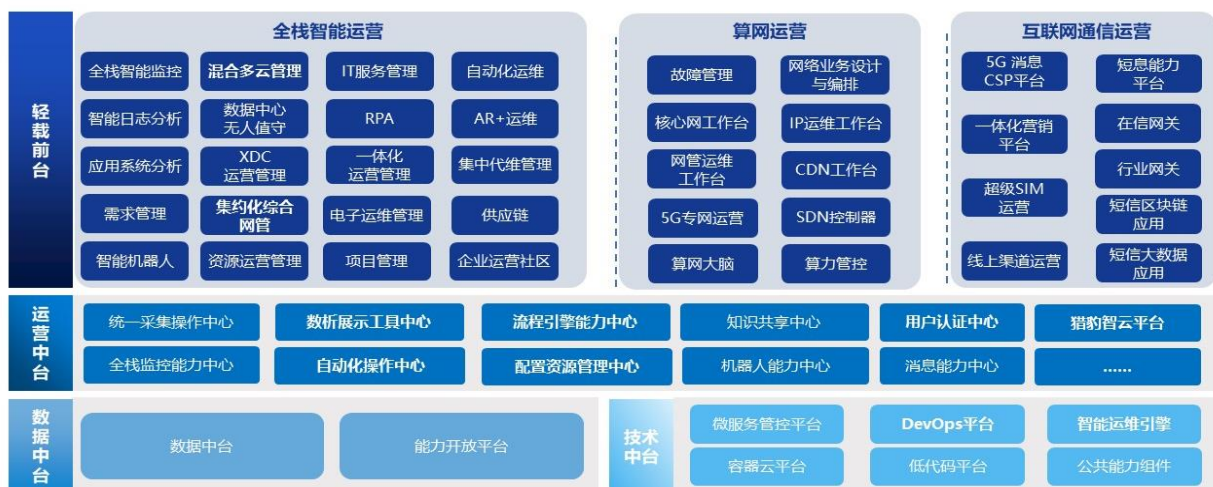 轻载前台
全栈智能运营
全栈智能监控
混合多云管理
IT服务管理
自动化运维
智能日志分析
数据中心
无人值守
RPA
AR+运维
应用系统分析
XDC
运营管理
一体化
运营管理
集中代维管理
需求管理
集约化综合
网管
电子运维管理
供应链
智能机器人
资源运营管理
项目管理
企业运营社区
算网运营
故障管理
网络业务设计
与编排
核心网工作台
IP运维工作台
网管运维
工作台
CDN工作台
5G专网运营
SDN控制器
算网大脑
算力管控
互联网通信运营
5G 消息
CSP平台
短息能力
平台
一体化营销
平台
在信网关
行业网关
超级SIM
运营
短信区块链
应用
线上渠道运营
短信大数据
应用
运营中台
统一采集操作中心
数析展示工具中心
流程引擎能力中心
知识共享中心
用户认证中心
猎豹智云平台
全栈监控能力中心
自动化操作中心
配置资源管理中心
机器人能力中心
消息能力中心
......
数据中台
数据中台
能力开放平台
技术
中台
微服务管控平台
DevOps平台
智能运维引擎
容器云平台
低代码平台
公共能力组件